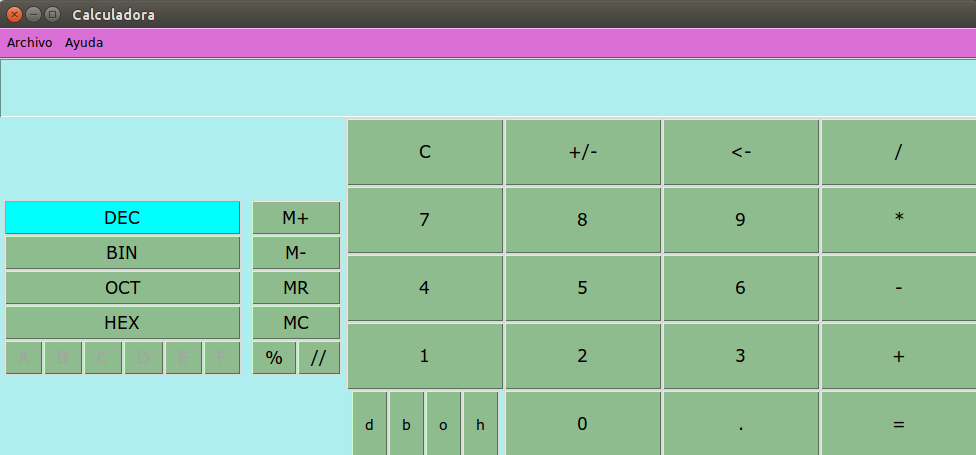 Calculadora
Archivo Ayuda
C +/- <- /
DEC M+ 7 8 9 *
BIN M-
OCT MR 4 5 6 -
HEX MC
A B C D E F % // 1 2 3 +
d b o h 0 . =